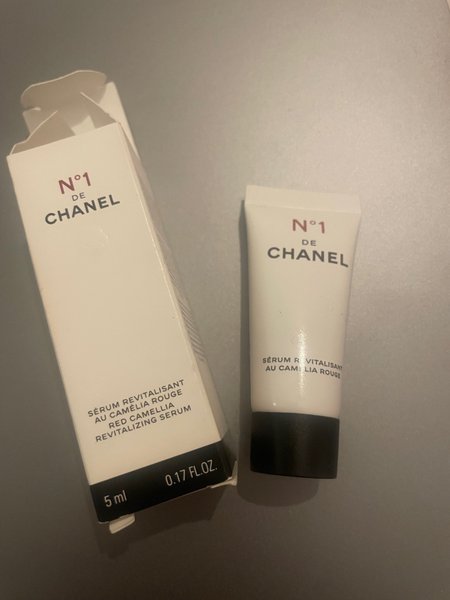 N°1
DE
CHANEL
SÉRUM REVITALISANT
AU CAMÉLIA ROUGE
RED CAMELLIA
REVITALIZING SERUM
5 ml 0.17 FL.OZ.
N°1
DE
CHANEL
SÉRUM REVITALISANT
AU CAMÉLIA ROUGE